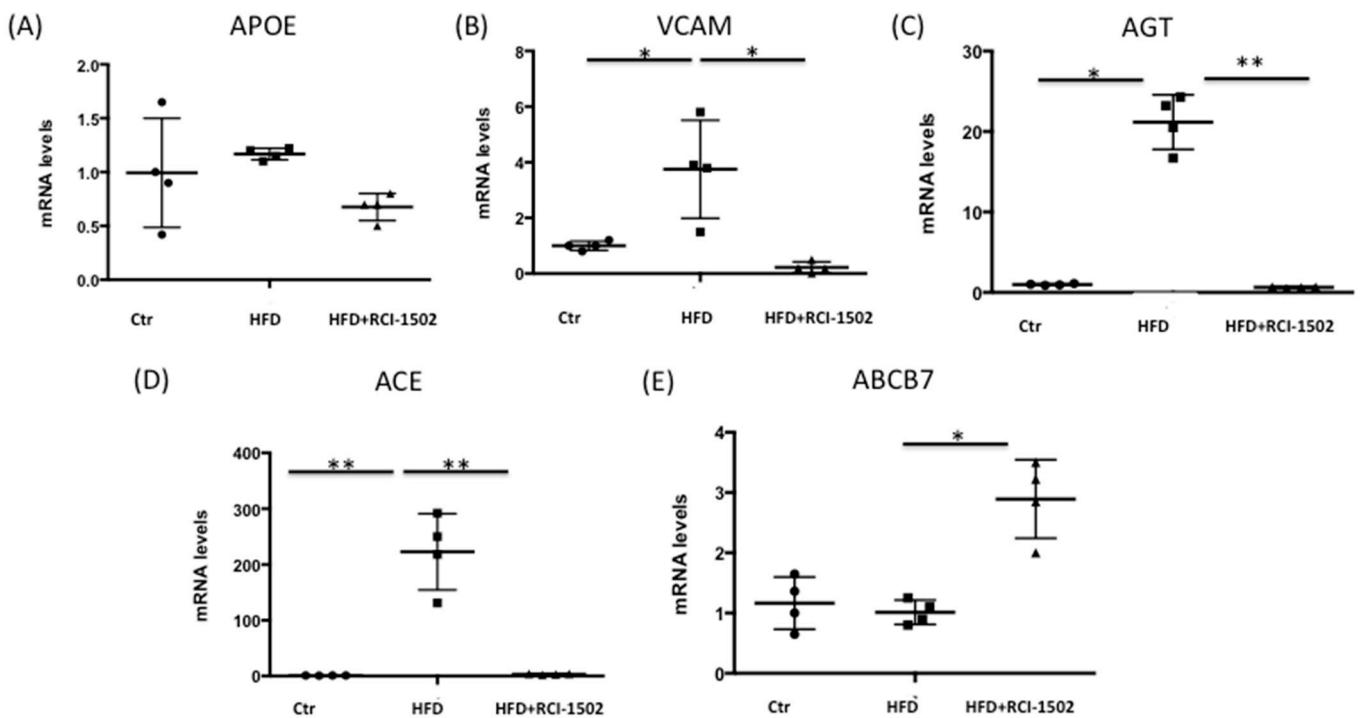 (A) APOE
2.0
1.5
1.0
0.5
0.0
mRNA levels
Ctr HFD HFD+RCI-1502
(B) VCAM
8
6
4
2
0
mRNA levels
* *
Ctr HFD HFD+RCI-1502
(C) AGT
30
20
10
0
mRNA levels
* **
Ctr HFD HFD+RCI-1502
(D) ACE
400
300
200
100
0
mRNA levels
** **
Ctr HFD HFD+RCI-1502
(E) ABCB7
4
3
2
1
0
mRNA levels
*
Ctr HFD HFD+RCI-1502